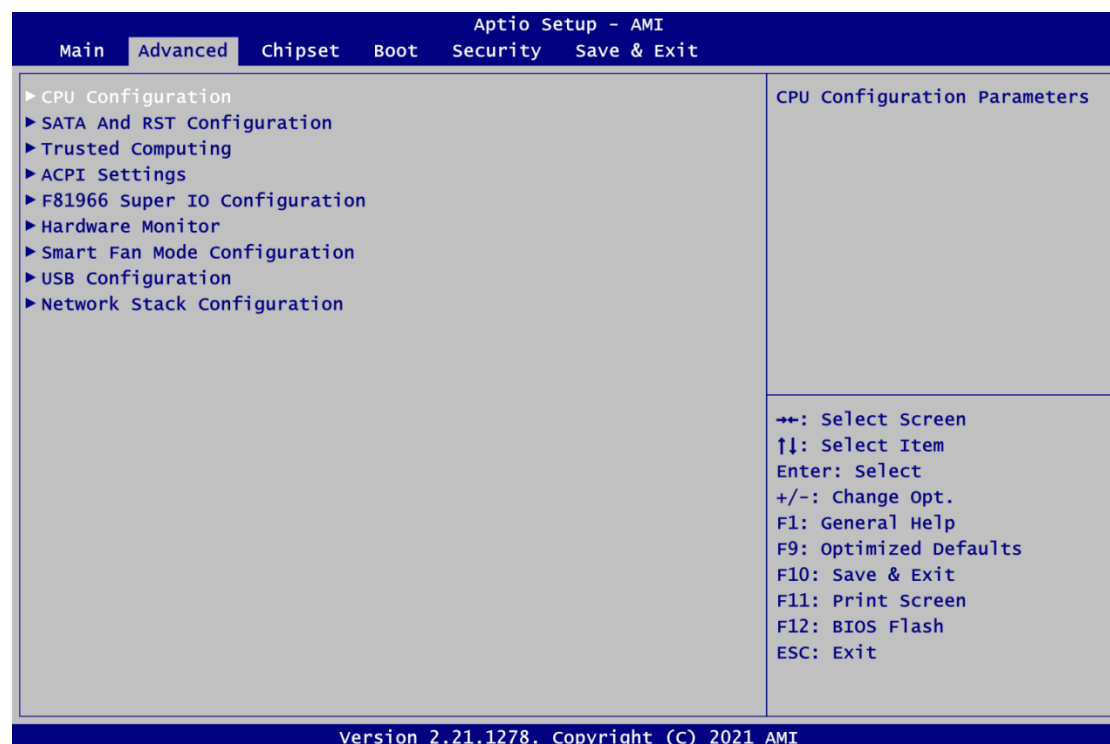 Aptio Setup – AMI
Main Advanced Chipset Boot Security Save & Exit
►CPU Configuration
►SATA And RST Configuration
►Trusted Computing
►ACPI Settings
►F81966 Super IO Configuration
►Hardware Monitor
►Smart Fan Mode Configuration
►USB Configuration
►Network Stack Configuration
CPU Configuration Parameters
→←: Select Screen
↑↓: Select Item
Enter: Select
+/-: Change Opt.
F1: General Help
F9: Optimized Defaults
F10: Save & Exit
F11: Print Screen
F12: BIOS Flash
ESC: Exit
Version 2.21.1278. Copyright (C) 2021 AMI